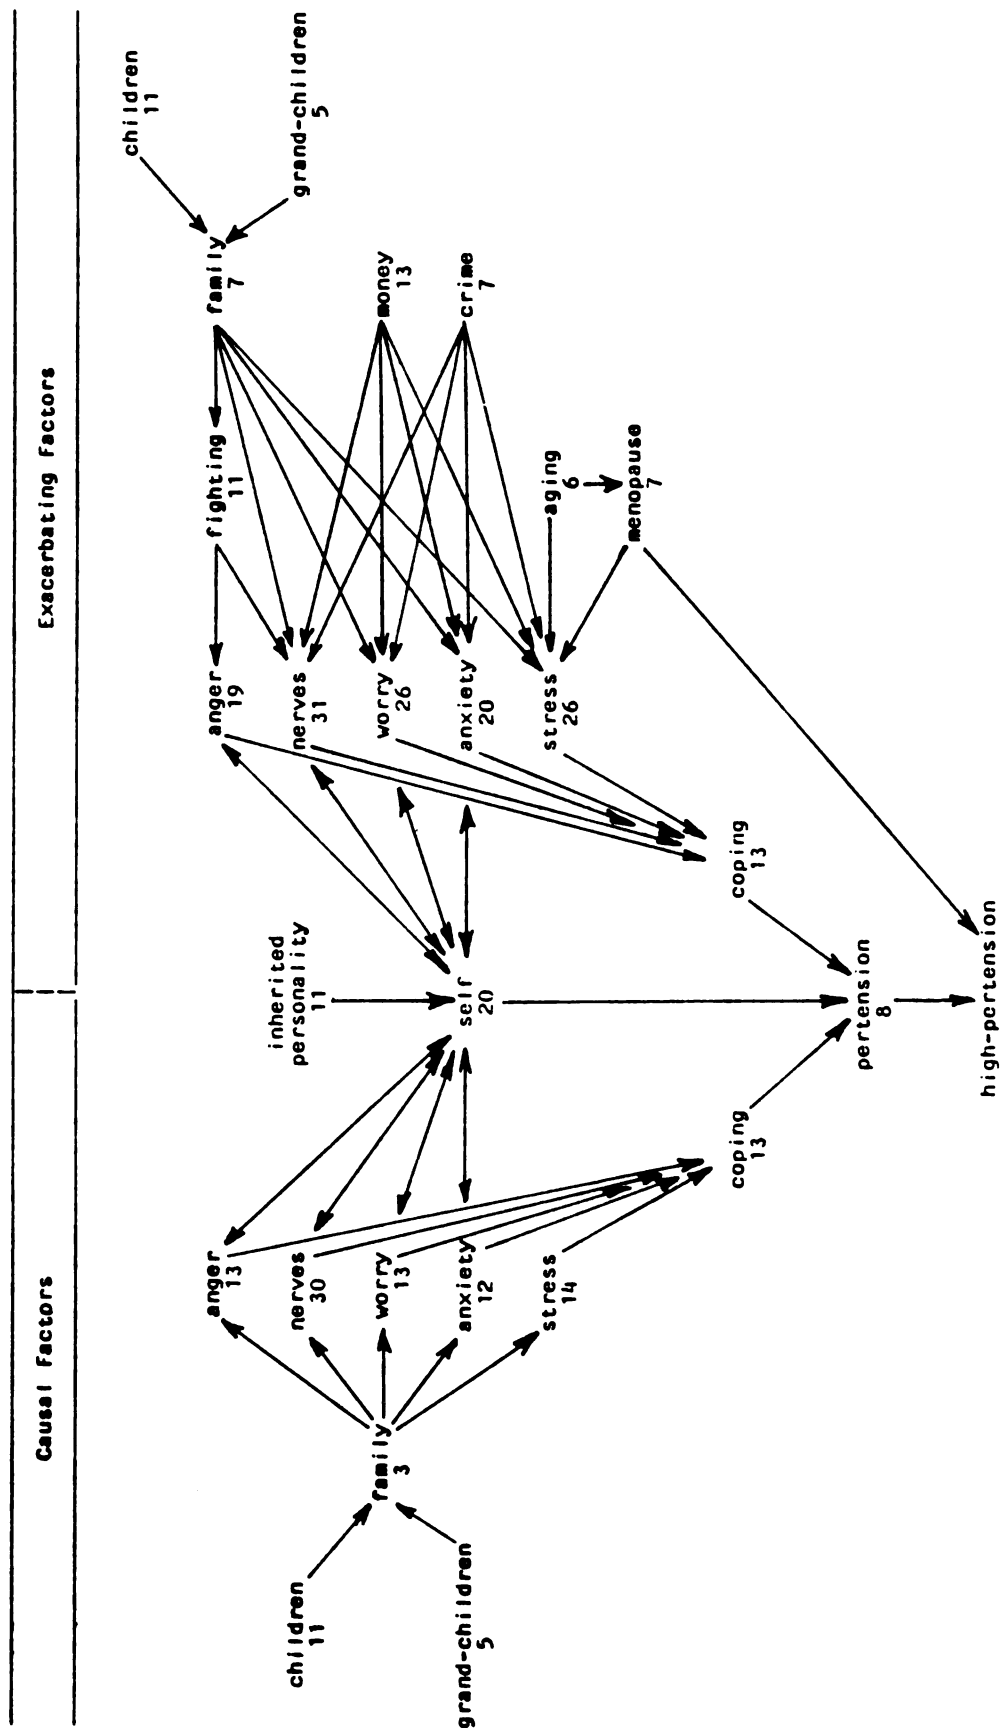 Causal Factors
Exacerbating Factors
children
11
grand-children
5
family
3
anger
13
nerves
30
worry
13
anxiety
12
stress
14
coping
13
inherited
personality
11
self
20
pertension
8
high-pertension
coping
13
anger
19
nerves
31
worry
26
anxiety
20
stress
26
fighting
11
aging
6
menopause
7
family
7
money
13
crime
7
children
11
grand-children
5